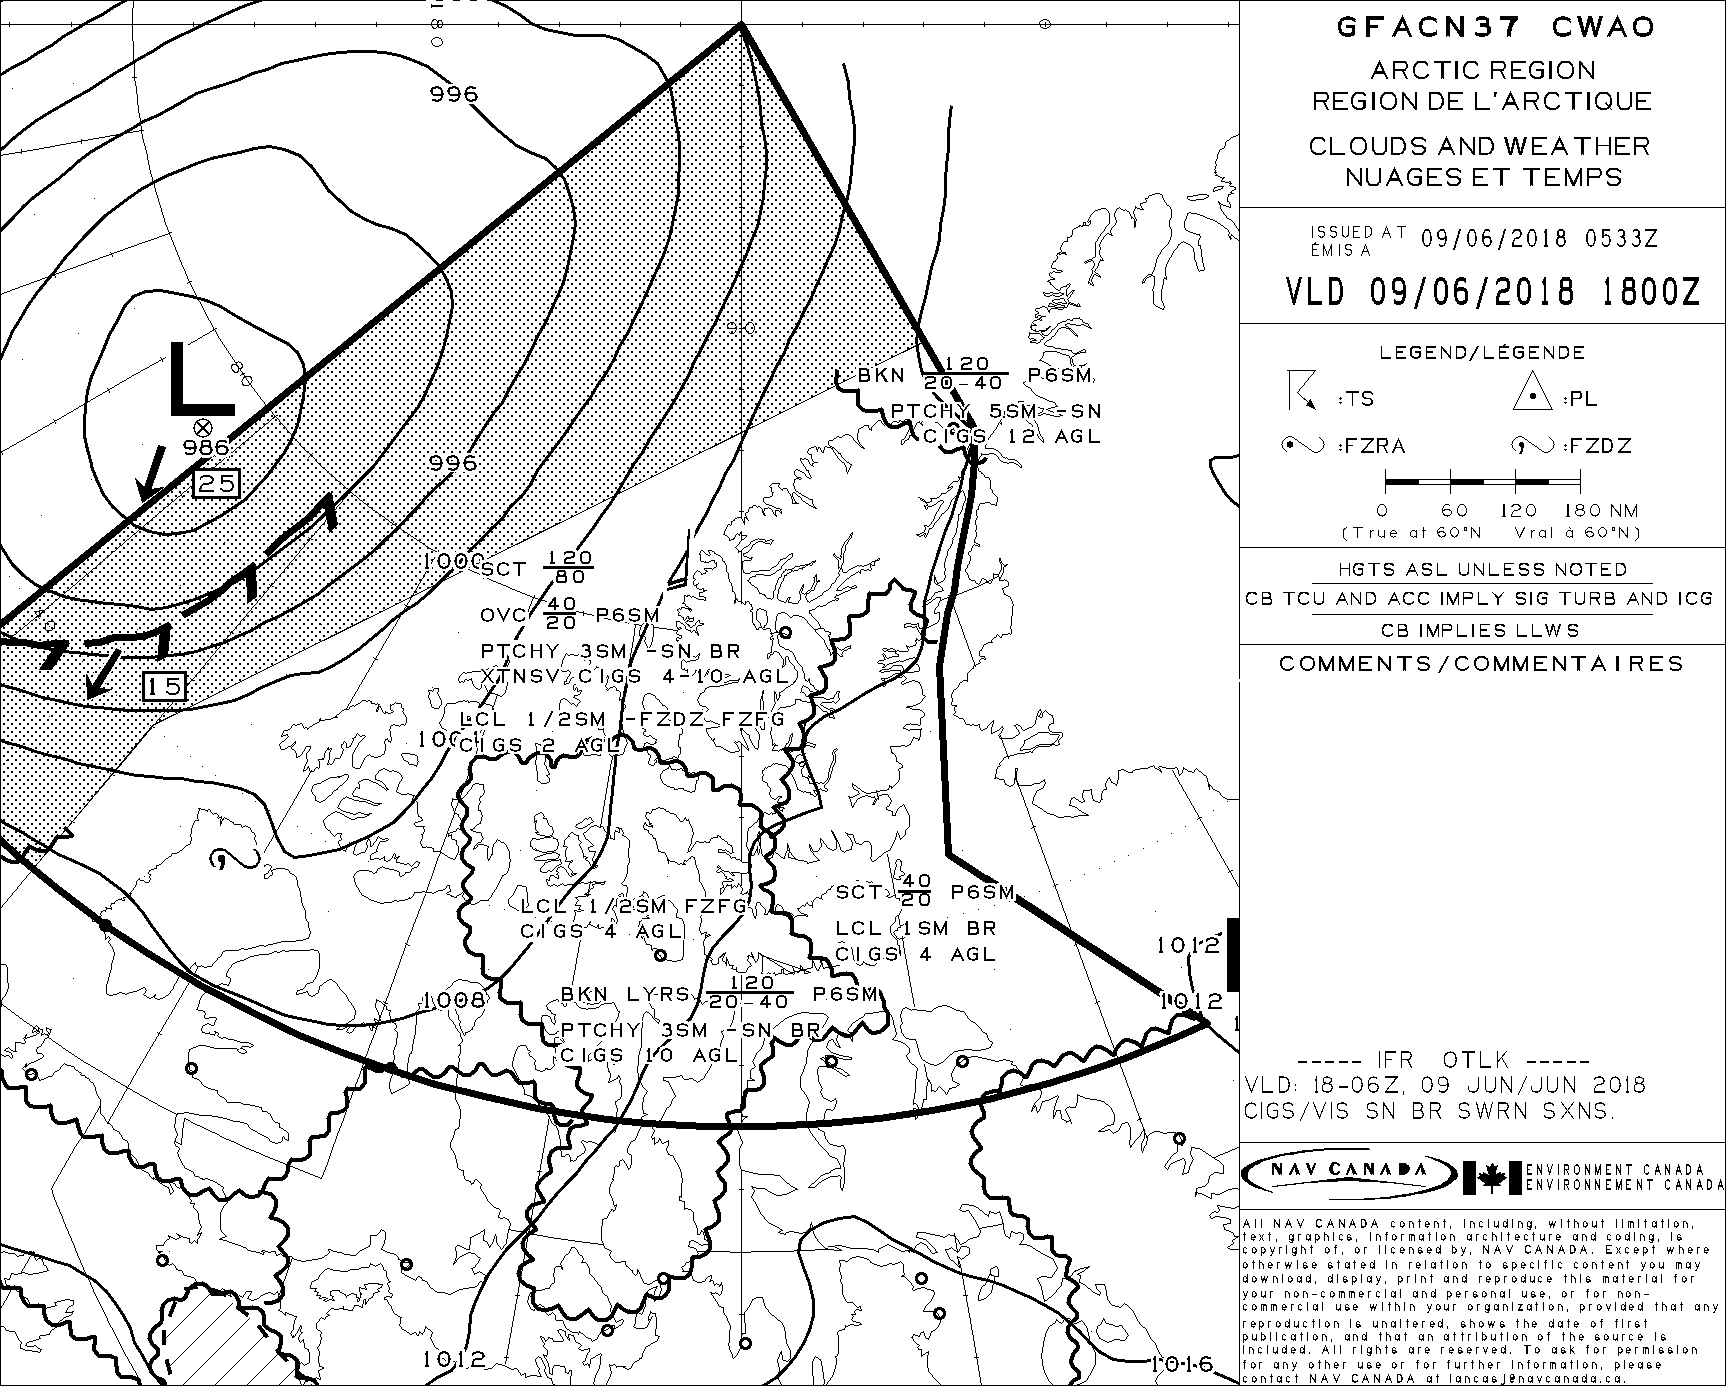 GFACN37 CWAO
ARCTIC REGION
REGION DE L'ARCTIQUE
CLOUDS AND WEATHER
NUAGES ET TEMPS
ISSUED AT
ÉMIS A
09/06/2018 0533Z
VLD 09/06/2018 1800Z
LEGEND/LÉGENDE
:TS
:PL
:FZRA
:FZDZ
0 60 120 180 NM
(True at 60°N Vrai à 60°N)
HGTS ASL UNLESS NOTED
CB TCU AND ACC IMPLY SIG TURB AND ICG
CB IMPLIES LLWS
COMMENTS/COMMENTAIRES
----- IFR OTLK -----
VLD: 18-06Z, 09 JUN/JUN 2018
CIGS/VIS SN BR SWRN SXNS.
NAV CANADA
ENVIRONMENT CANADA
ENVIRONNEMENT CANADA
All NAV CANADA content, including, without limitation,
text, graphics, information architecture and coding, is
copyright of, or licensed by, NAV CANADA. Except where
otherwise stated in relation to specific content you may
download, display, print and reproduce this material for
your non-commercial and personal use, or for non-
commercial use within your organization, provided that any
reproduction is unaltered, shows the date of first
publication, and that an attribution of the source is
included. All rights are reserved. To ask for permission
for any other use or for further information, please
contact NAV CANADA at lancasj@navcanada.ca.
996
L
986
25
996
15
1000
BKN 120/20-40 P6SM
PTCHY 5SM -SN
CIGS 12 AGL
SCT 120/80
OVC 40/20 P6SM
PTCHY 3SM -SN BR
XTNSV CIGS 4-10 AGL
LCL 1/2SM -FZDZ FZFG
CIGS 2 AGL
LCL 1/2SM FZFG
CIGS 4 AGL
SCT 40/20 P6SM
LCL 1SM BR
CIGS 4 AGL
1008
BKN LYRS 120/20-40 P6SM
PTCHY 3SM -SN BR
CIGS 10 AGL
1012
1012
1012
1016